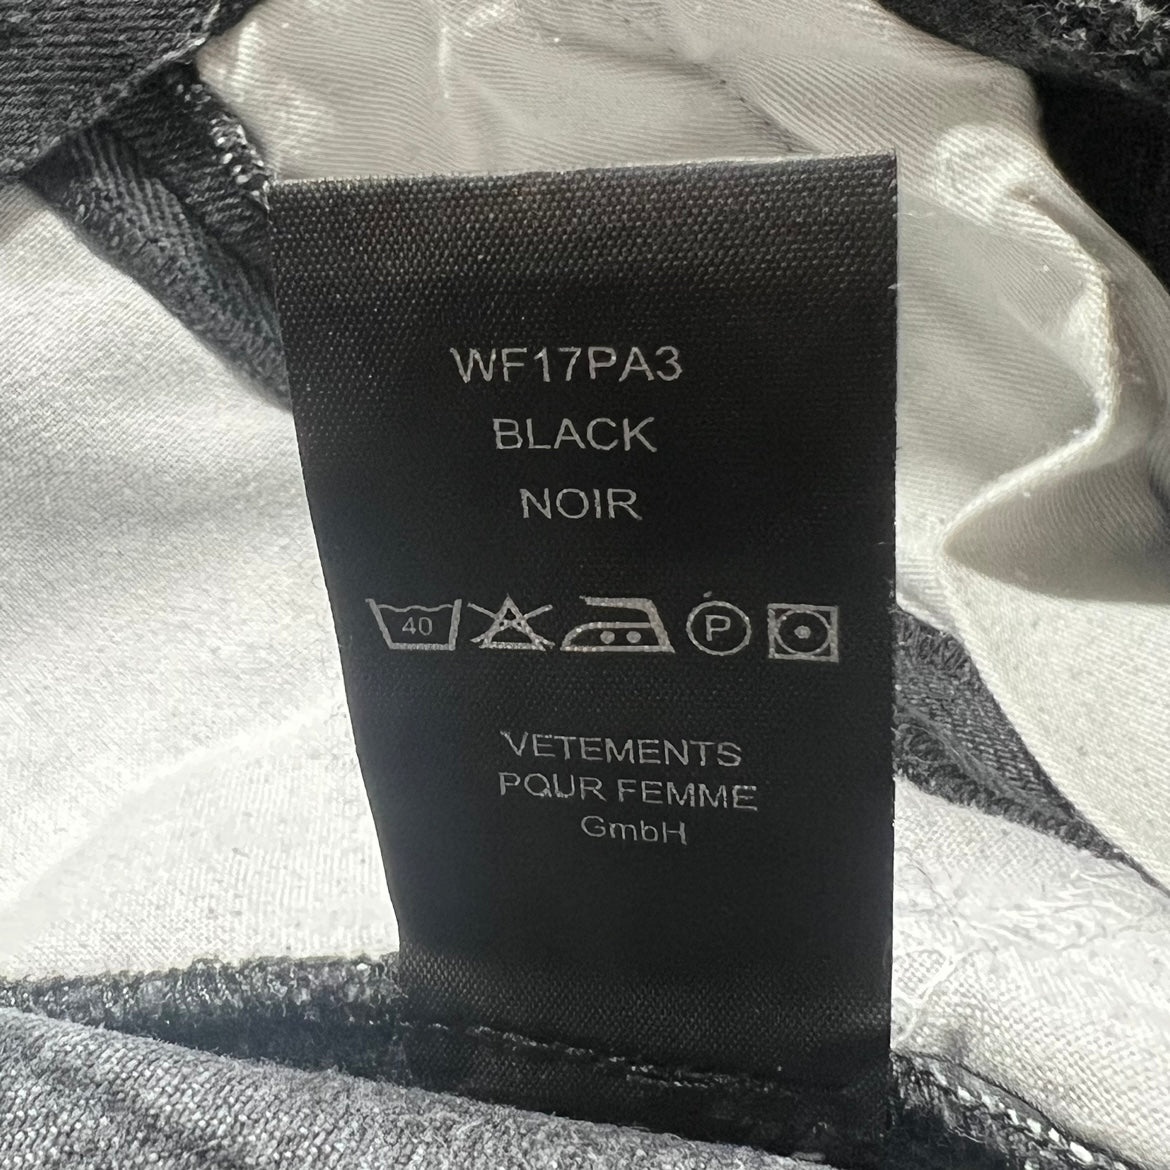 WF17PA3
BLACK
NOIR
40 P
VETEMENTS
POUR FEMME
GmbH